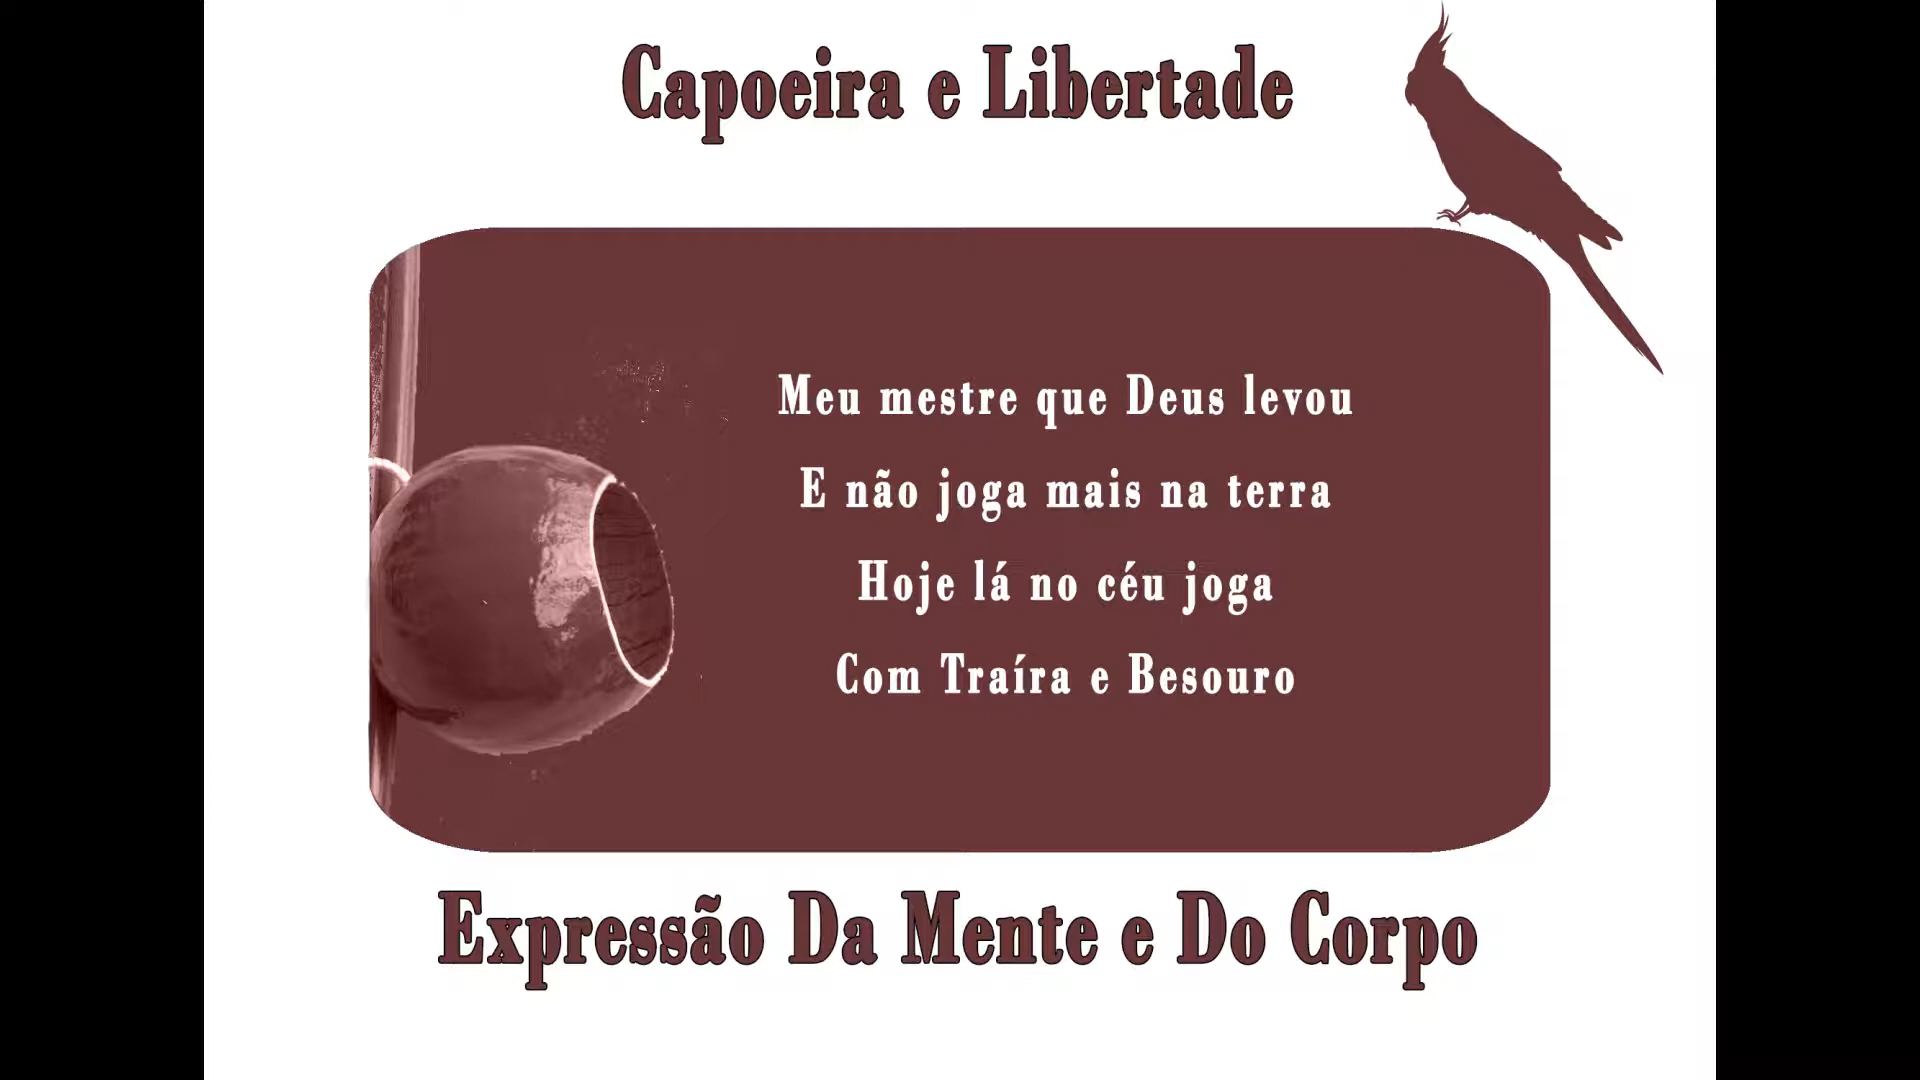 Capoeira e Libertade
Meu mestre que Deus levou
E não joga mais na terra
Hoje lá no céu joga
Com Traíra e Besouro
Expressão Da Mente e Do Corpo